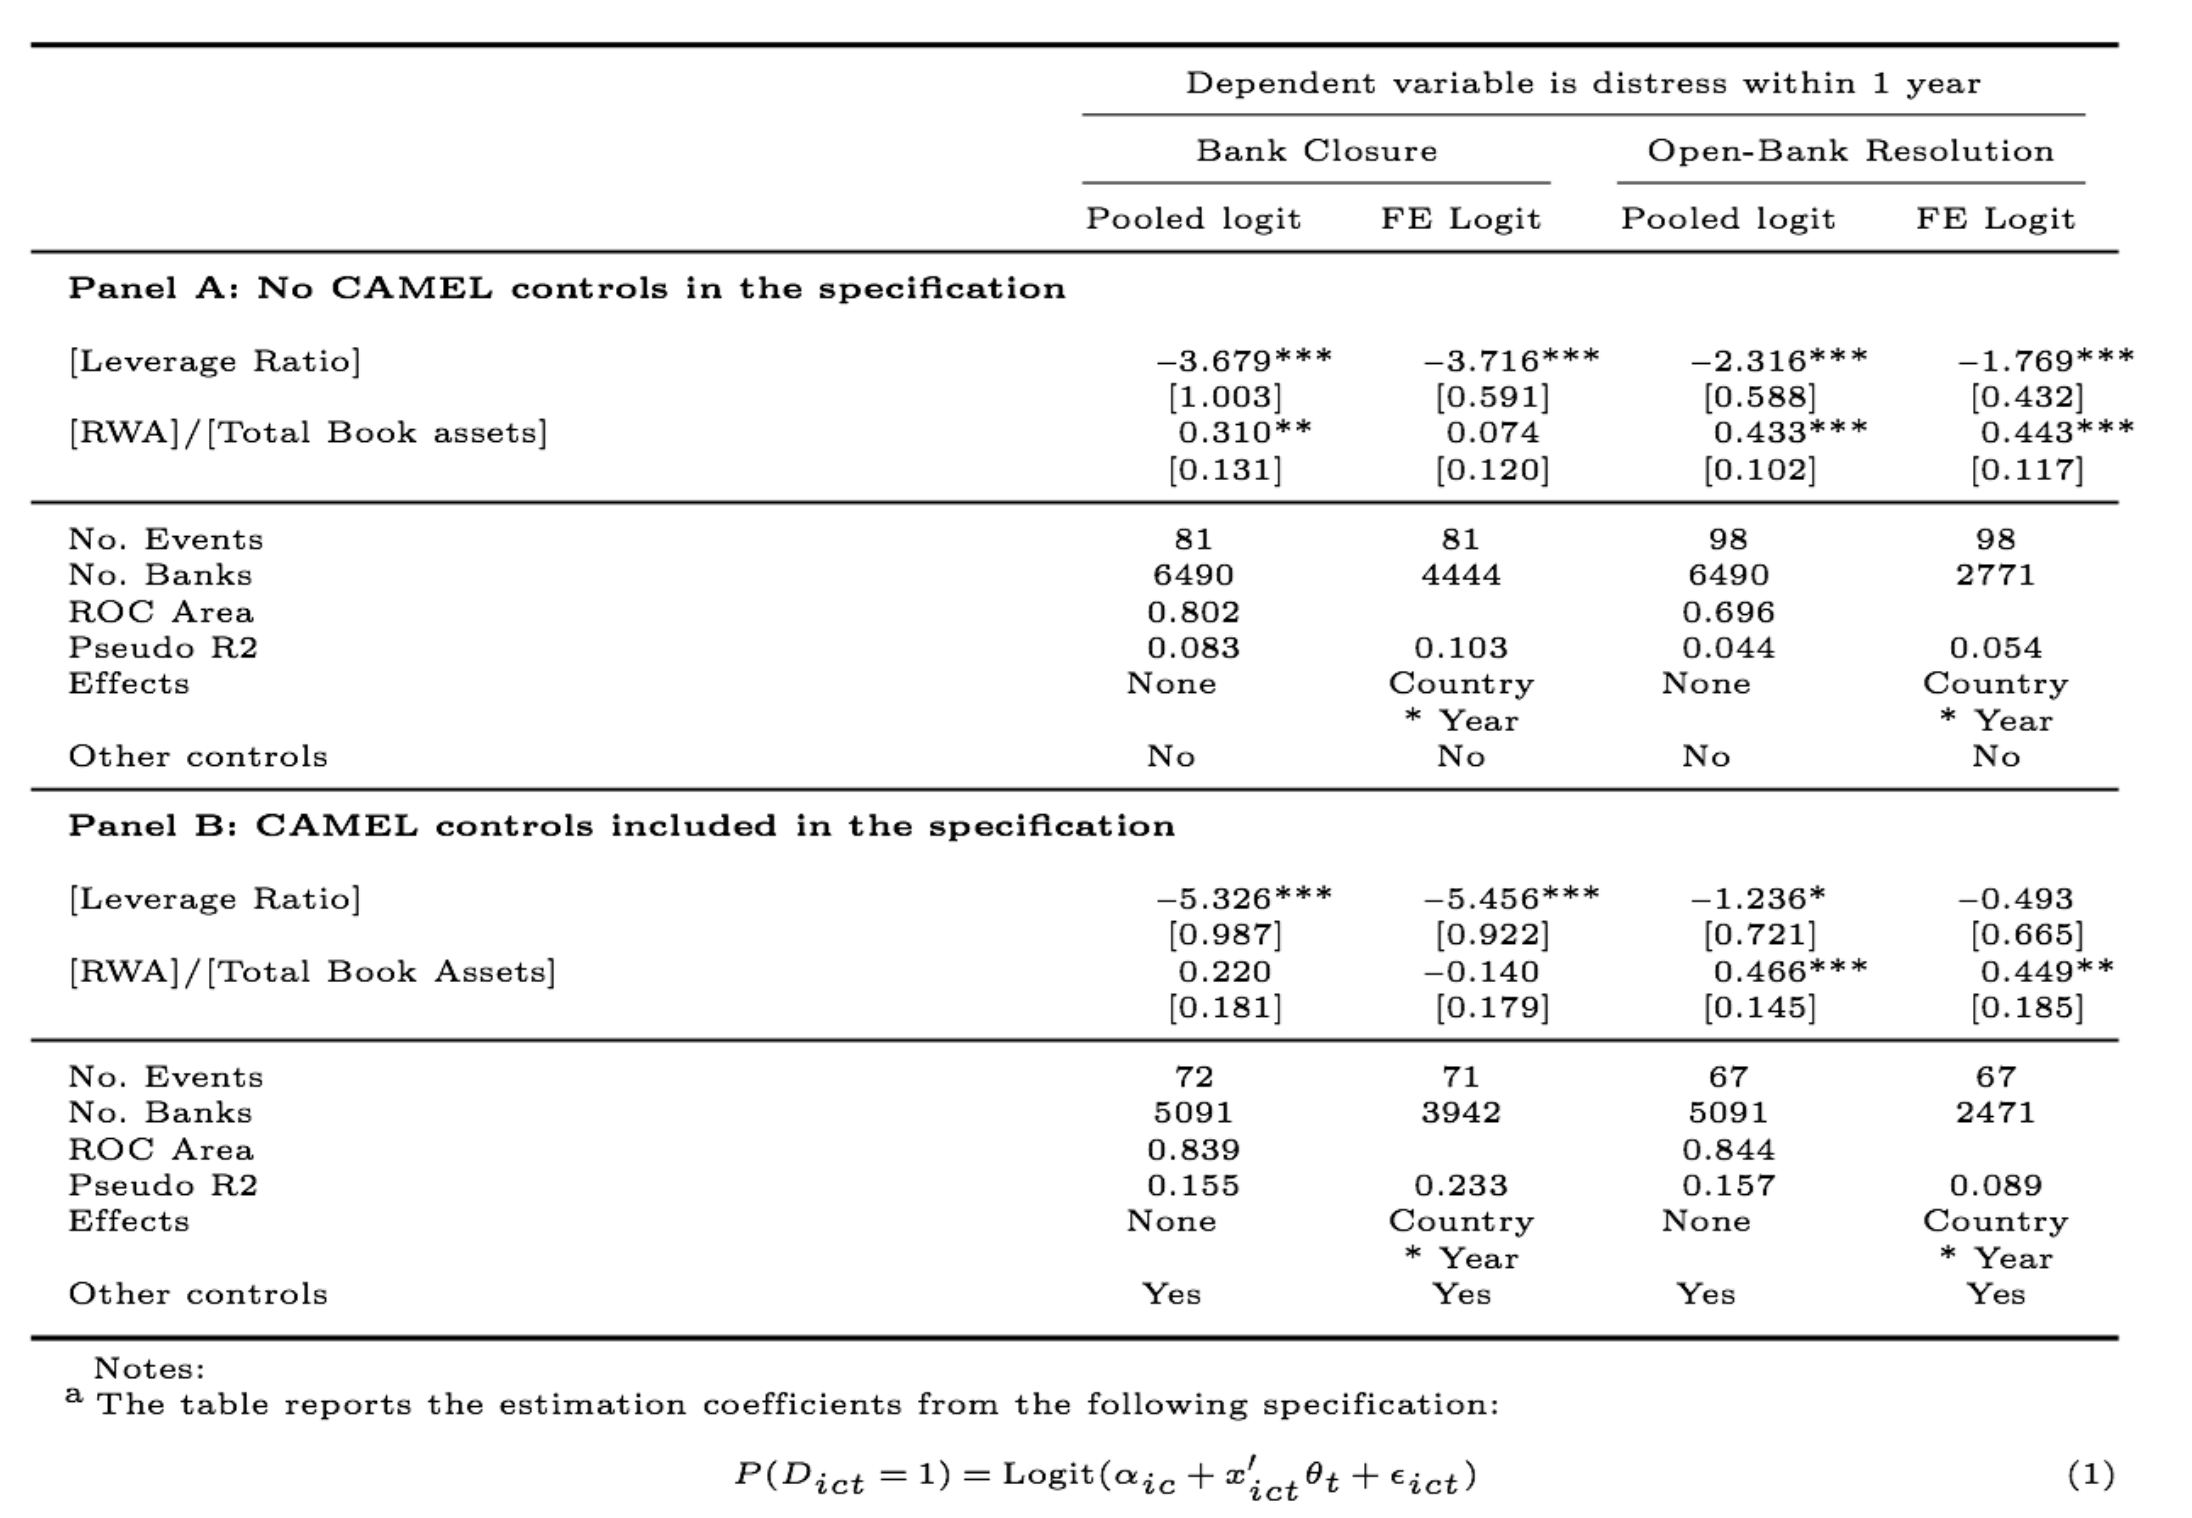 Dependent variable is distress within 1 year
Bank Closure Open-Bank Resolution
Pooled logit FE Logit Pooled logit FE Logit
Panel A: No CAMEL controls in the specification
[Leverage Ratio] −3.679*** −3.716*** −2.316*** −1.769***
[1.003] [0.591] [0.588] [0.432]
[RWA]/[Total Book assets] 0.310** 0.074 0.433*** 0.443***
[0.131] [0.120] [0.102] [0.117]
No. Events 81 81 98 98
No. Banks 6490 4444 6490 2771
ROC Area 0.802 0.696
Pseudo R2 0.083 0.103 0.044 0.054
Effects None Country None Country
* Year * Year
Other controls No No No No
Panel B: CAMEL controls included in the specification
[Leverage Ratio] −5.326*** −5.456*** −1.236* −0.493
[0.987] [0.922] [0.721] [0.665]
[RWA]/[Total Book Assets] 0.220 −0.140 0.466*** 0.449**
[0.181] [0.179] [0.145] [0.185]
No. Events 72 71 67 67
No. Banks 5091 3942 5091 2471
ROC Area 0.839 0.844
Pseudo R2 0.155 0.233 0.157 0.089
Effects None Country None Country
* Year * Year
Other controls Yes Yes Yes Yes
Notes:
a The table reports the estimation coefficients from the following specification:
P(D_{ict} = 1) = Logit(α_{ic} + x′_{ict}θ_t + ϵ_{ict}) (1)